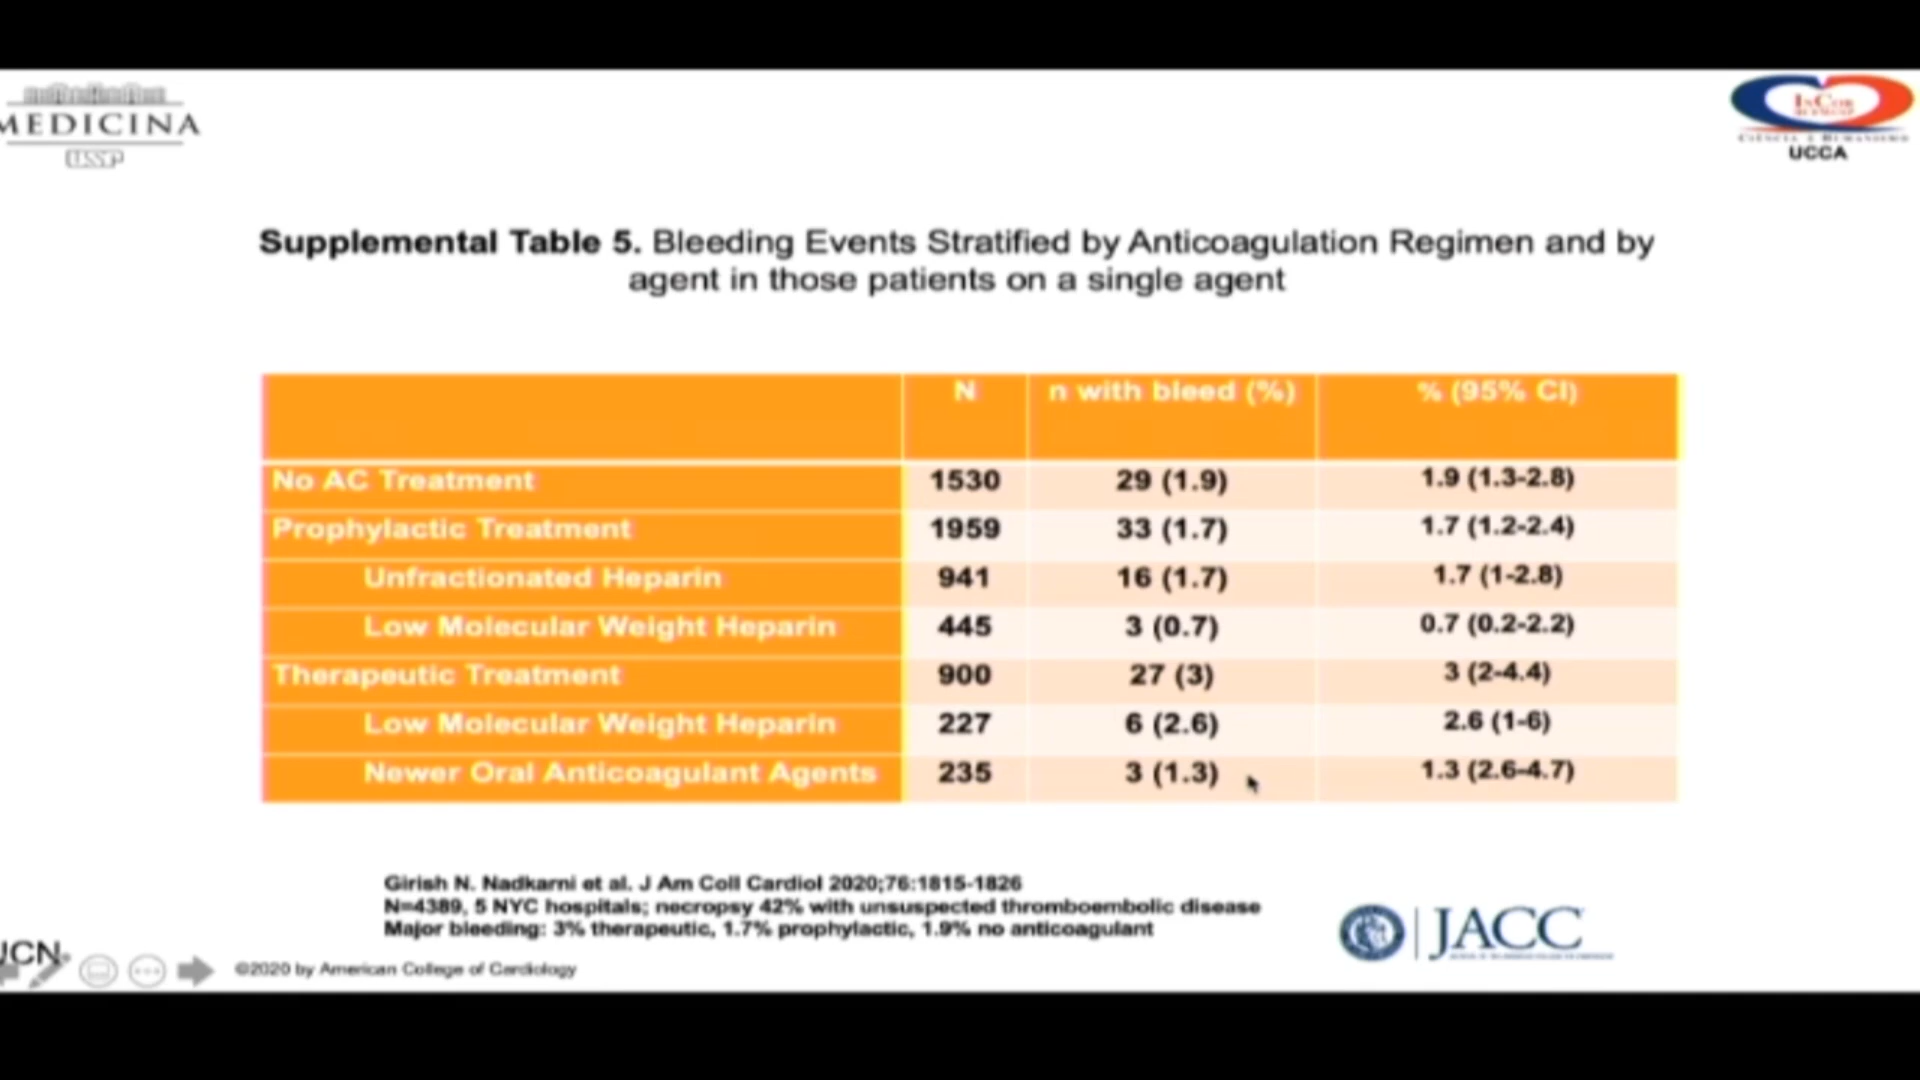 MEDICINA
USP
INCOR
CIÊNCIA E HUMANISMO
UCCA
Supplemental Table 5. Bleeding Events Stratified by Anticoagulation Regimen and by
agent in those patients on a single agent
N n with bleed (%) % (95% CI)
No AC Treatment 1530 29 (1.9) 1.9 (1.3-2.8)
Prophylactic Treatment 1959 33 (1.7) 1.7 (1.2-2.4)
Unfractionated Heparin 941 16 (1.7) 1.7 (1-2.8)
Low Molecular Weight Heparin 445 3 (0.7) 0.7 (0.2-2.2)
Therapeutic Treatment 900 27 (3) 3 (2-4.4)
Low Molecular Weight Heparin 227 6 (2.6) 2.6 (1-6)
Newer Oral Anticoagulant Agents 235 3 (1.3) 1.3 (2.6-4.7)
Girish N. Nadkarni et al. J Am Coll Cardiol 2020;76:1815-1826
N=4389, 5 NYC hospitals; necropsy 42% with unsuspected thromboembolic disease
Major bleeding: 3% therapeutic, 1.7% prophylactic, 1.9% no anticoagulant
JACC
JCN
©2020 by American College of Cardiology